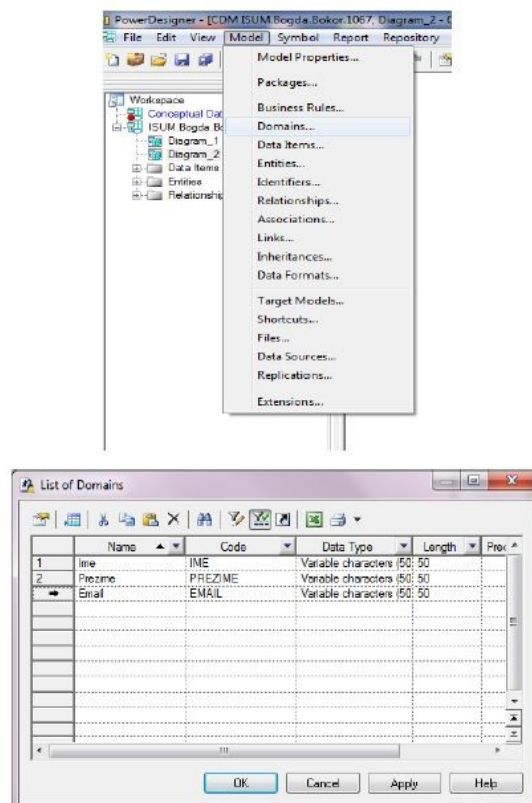 PowerDesigner - [CDM ISUM.Bogda.Bokor.1067, Diagram_2 - C
File Edit View Model Symbol Report Repository
Model Properties...
Packages...
Workspace
Business Rules...
Conceptual Dat
Domains...
ISUM.Bogda.Bo
Diagram_1
Data Items...
Diagram_2
Entities...
Data Items
Identifiers...
Entities
Relationships...
Relationship
Associations...
Links...
Inheritances...
Data Formats...
Target Models...
Shortcuts...
Files...
Data Sources...
Replications...
Extensions...
List of Domains
Name Code Data Type Length Prec
1 Ime IME Variable characters (50 50
2 Prezime PREZIME Variable characters (50 50
Email EMAIL Variable characters (50 50
OK Cancel Apply Help